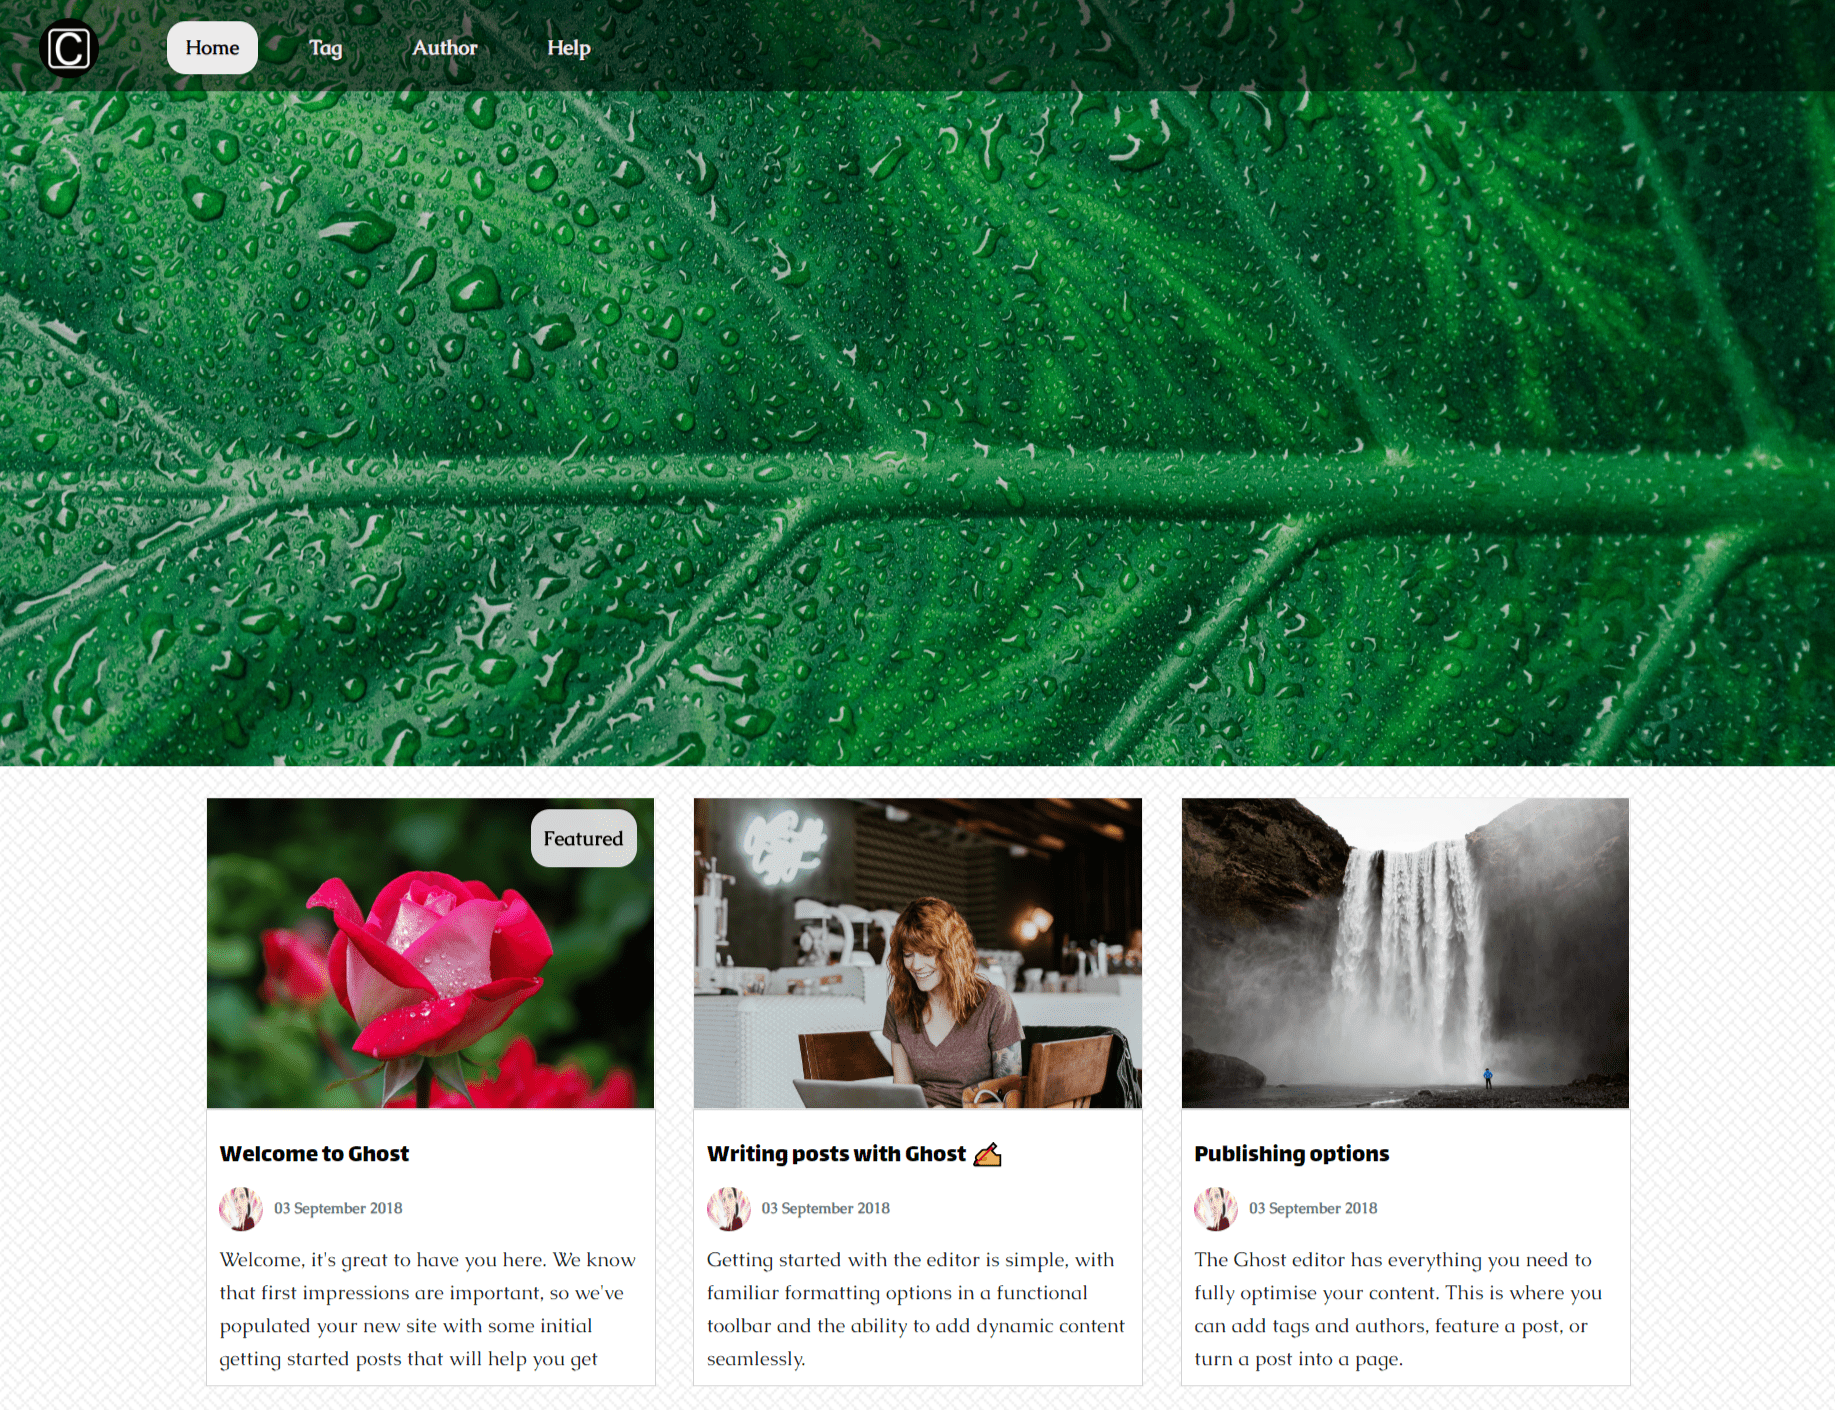 C
Home Tag Author Help
Featured
Welcome to Ghost
03 September 2018
Welcome, it's great to have you here. We know
that first impressions are important, so we've
populated your new site with some initial
getting started posts that will help you get
Writing posts with Ghost ✍
03 September 2018
Getting started with the editor is simple, with
familiar formatting options in a functional
toolbar and the ability to add dynamic content
seamlessly.
Publishing options
03 September 2018
The Ghost editor has everything you need to
fully optimise your content. This is where you
can add tags and authors, feature a post, or
turn a post into a page.